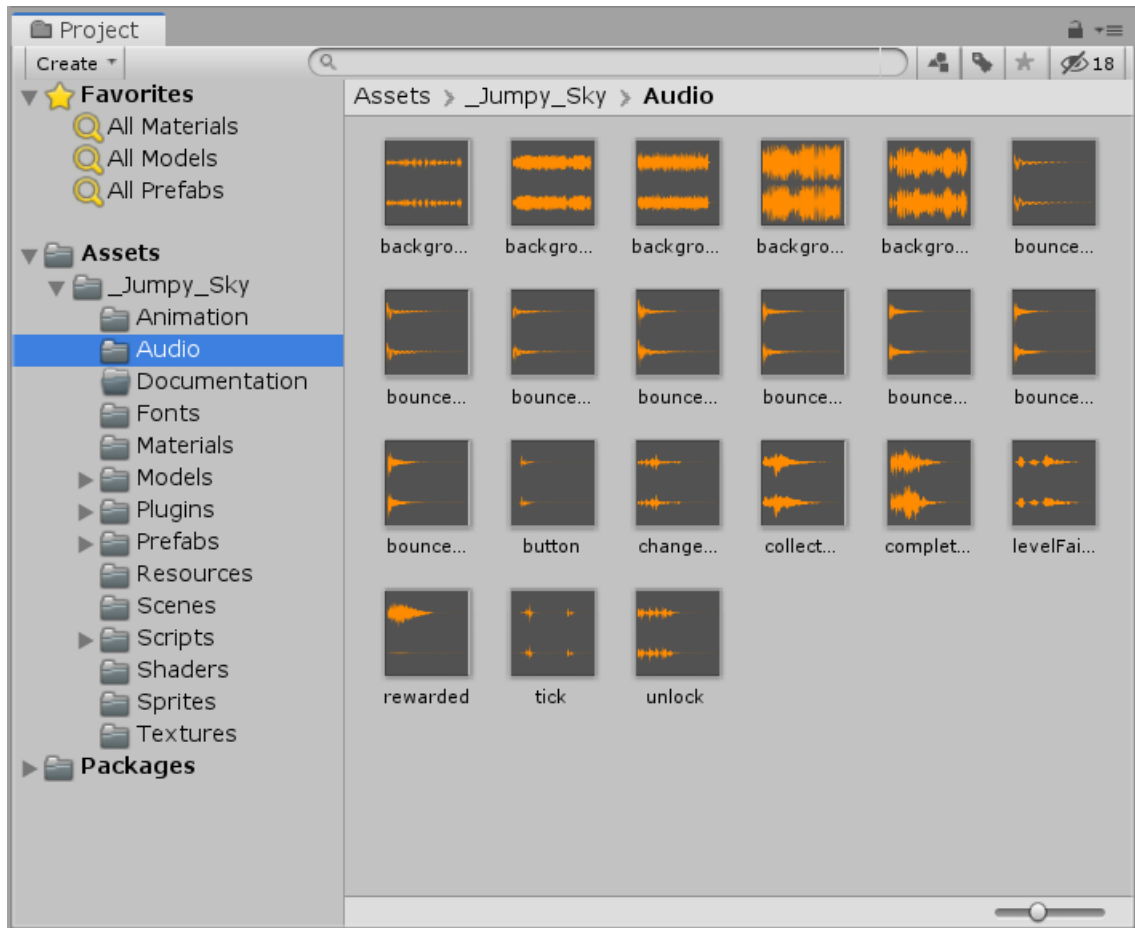 Project
Create
18
Favorites
All Materials
All Models
All Prefabs
Assets
_Jumpy_Sky
Animation
Audio
Documentation
Fonts
Materials
Models
Plugins
Prefabs
Resources
Scenes
Scripts
Shaders
Sprites
Textures
Packages
Assets > _Jumpy_Sky > Audio
backgro... backgro... backgro... backgro... backgro... bounce...
bounce... bounce... bounce... bounce... bounce... bounce...
bounce... button change... collect... complet... levelFai...
rewarded tick unlock